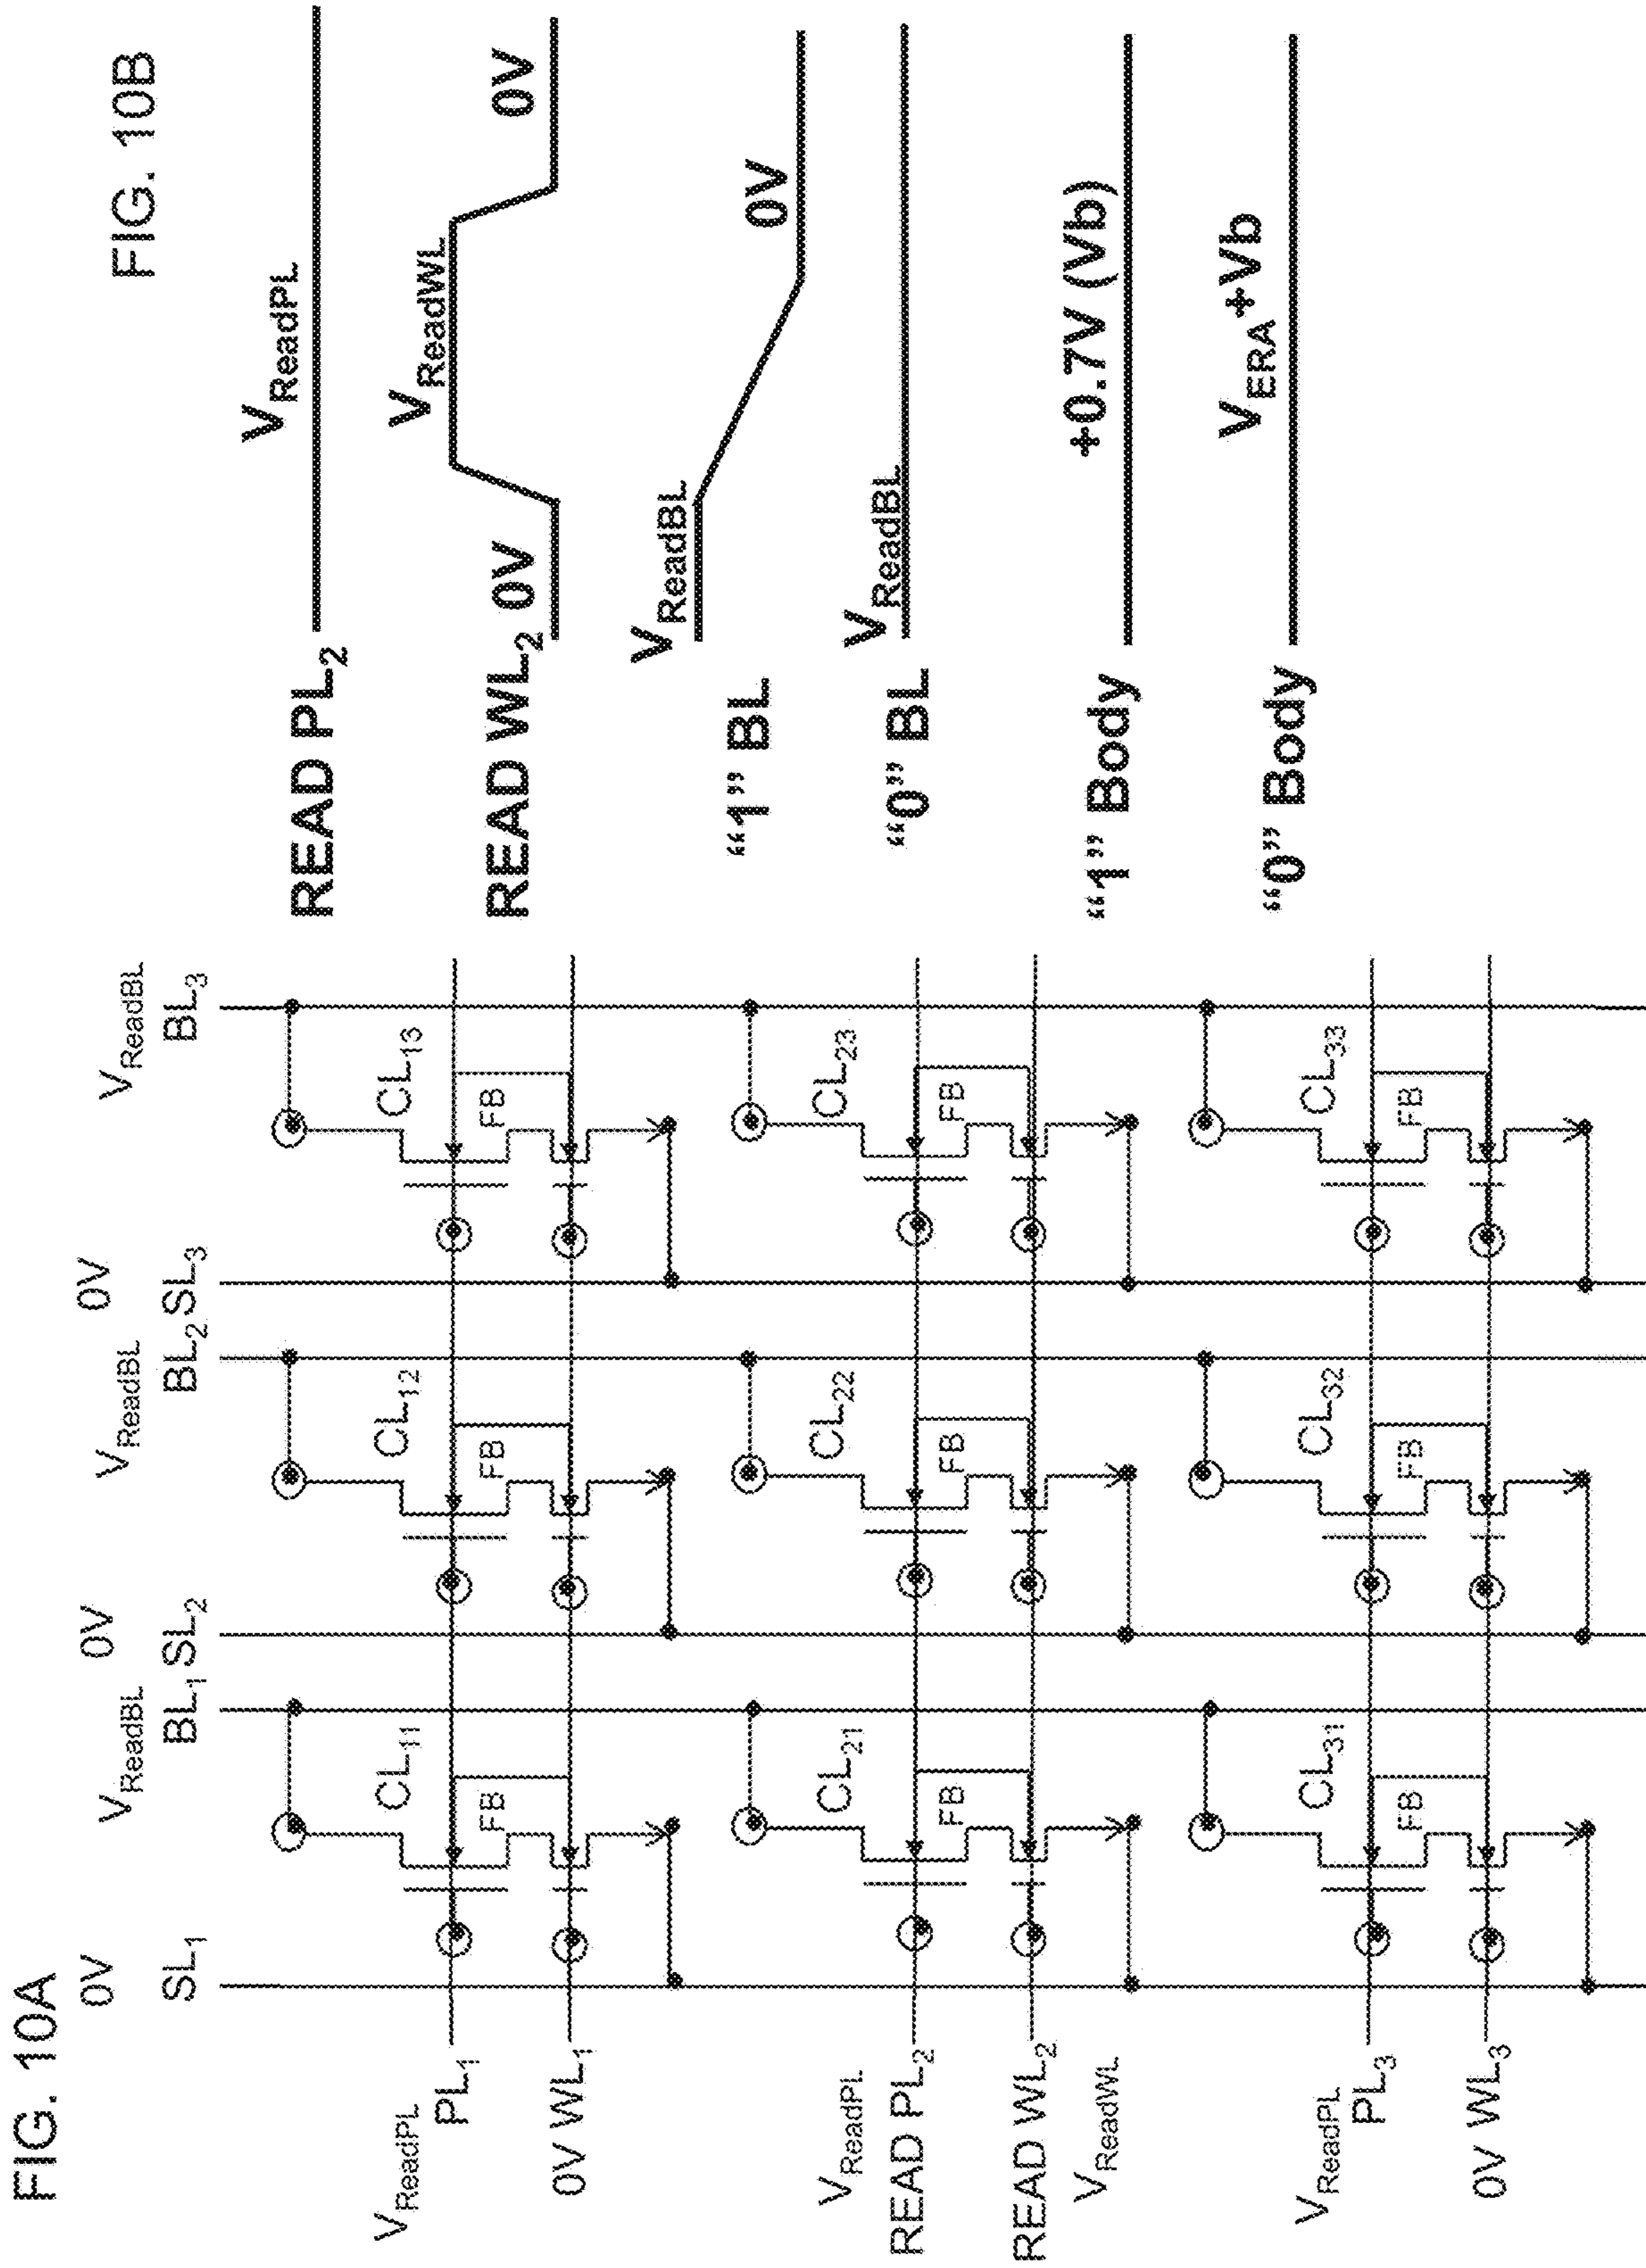 FIG. 10A
0V 0V 0V
VReadBL VReadBL VReadBL
SL1 BL1 SL2 BL2 SL3 BL3
VReadPL
PL1
CL11 CL12 CL13
FB FB FB
0V WL1
VReadPL
READ PL2
CL21 CL22 CL23
FB FB FB
READ WL2
VReadWL
VReadPL
PL3
CL31 CL32 CL33
FB FB FB
0V WL3
FIG. 10B
READ PL2 VReadPL
READ WL2 0V VReadWL 0V
“1” BL VReadBL 0V
“0” BL VReadBL
“1” Body +0.7V (Vb)
“0” Body VERA+Vb